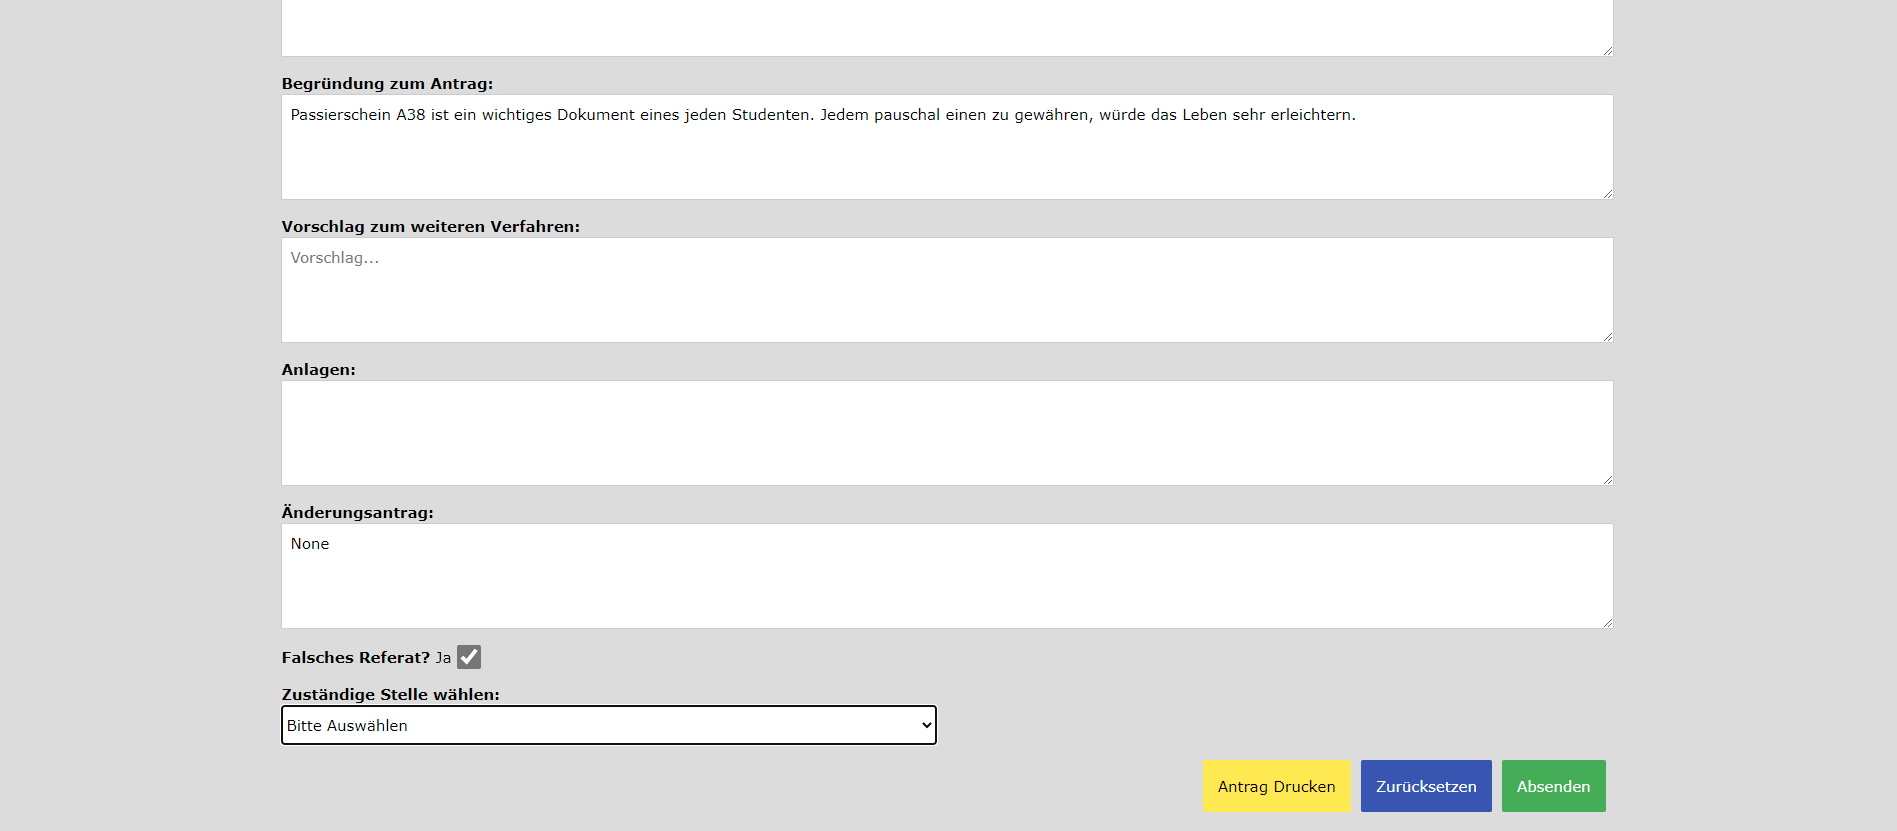 Begründung zum Antrag:
Passierschein A38 ist ein wichtiges Dokument eines jeden Studenten. Jedem pauschal einen zu gewähren, würde das Leben sehr erleichtern.
Vorschlag zum weiteren Verfahren:
Vorschlag...
Anlagen:
Änderungsantrag:
None
Falsches Referat? Ja
Zuständige Stelle wählen:
Bitte Auswählen
Antrag Drucken Zurücksetzen Absenden